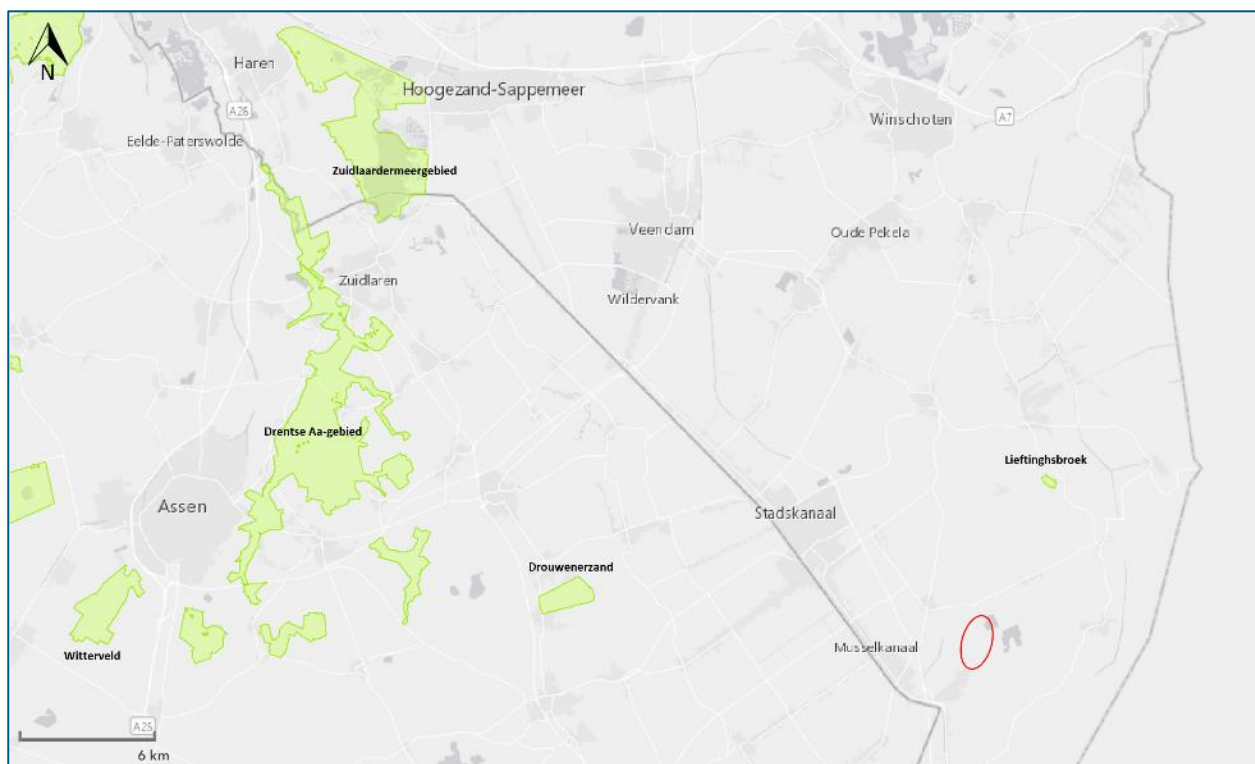 N
Haren
Hoogezand-Sappemeer
A28
Winschoten
A7
Eelde-Paterswolde
Zuidlaardermeergebied
Veendam
Oude Pekela
Zuidlaren
Wildervank
Drentse Aa-gebied
Lieftinghsbroek
Assen
Stadskanaal
Drouwenerzand
Musselkanaal
Witterveld
A28
6 km